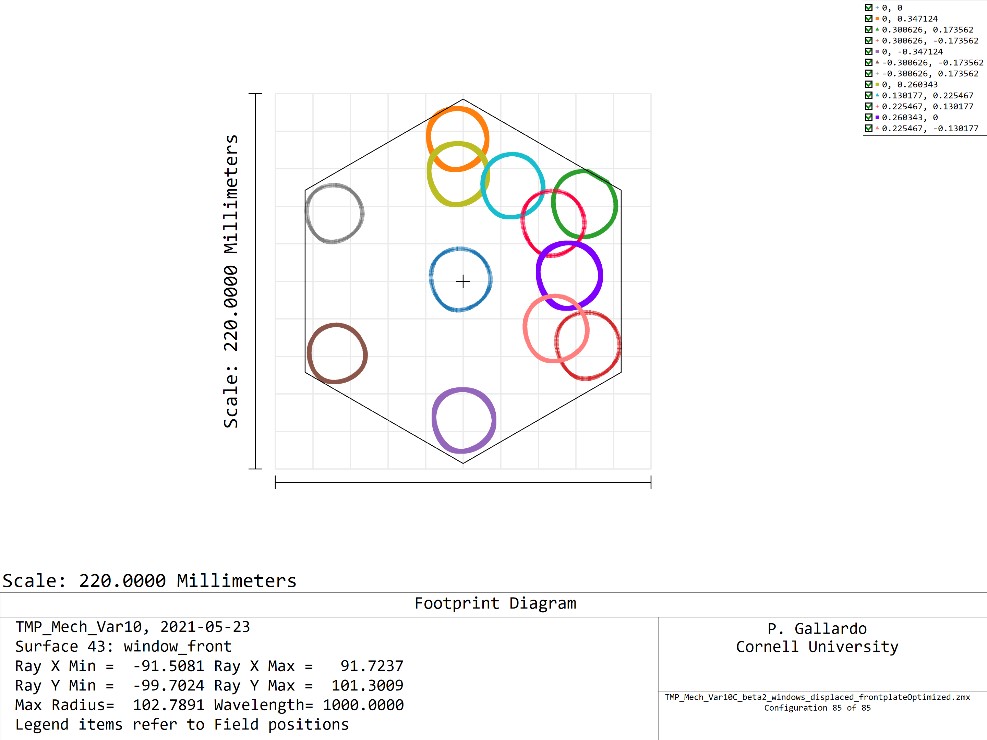 0, 0
0, 0.347124
0.300626, 0.173562
0.300626, -0.173562
0, -0.347124
-0.300626, -0.173562
-0.300626, 0.173562
0, 0.260343
0.130177, 0.225467
0.225467, 0.130177
0.260343, 0
0.225467, -0.130177
Scale: 220.0000 Millimeters
Scale: 220.0000 Millimeters
Footprint Diagram
TMP_Mech_Var10, 2021-05-23
Surface 43: window_front
Ray X Min = -91.5081 Ray X Max = 91.7237
Ray Y Min = -99.7024 Ray Y Max = 101.3009
Max Radius= 102.7891 Wavelength= 1000.0000
Legend items refer to Field positions
P. Gallardo
Cornell University
TMP_Mech_Var10C_beta2_windows_displaced_frontplateOptimized.zmx
Configuration 85 of 85